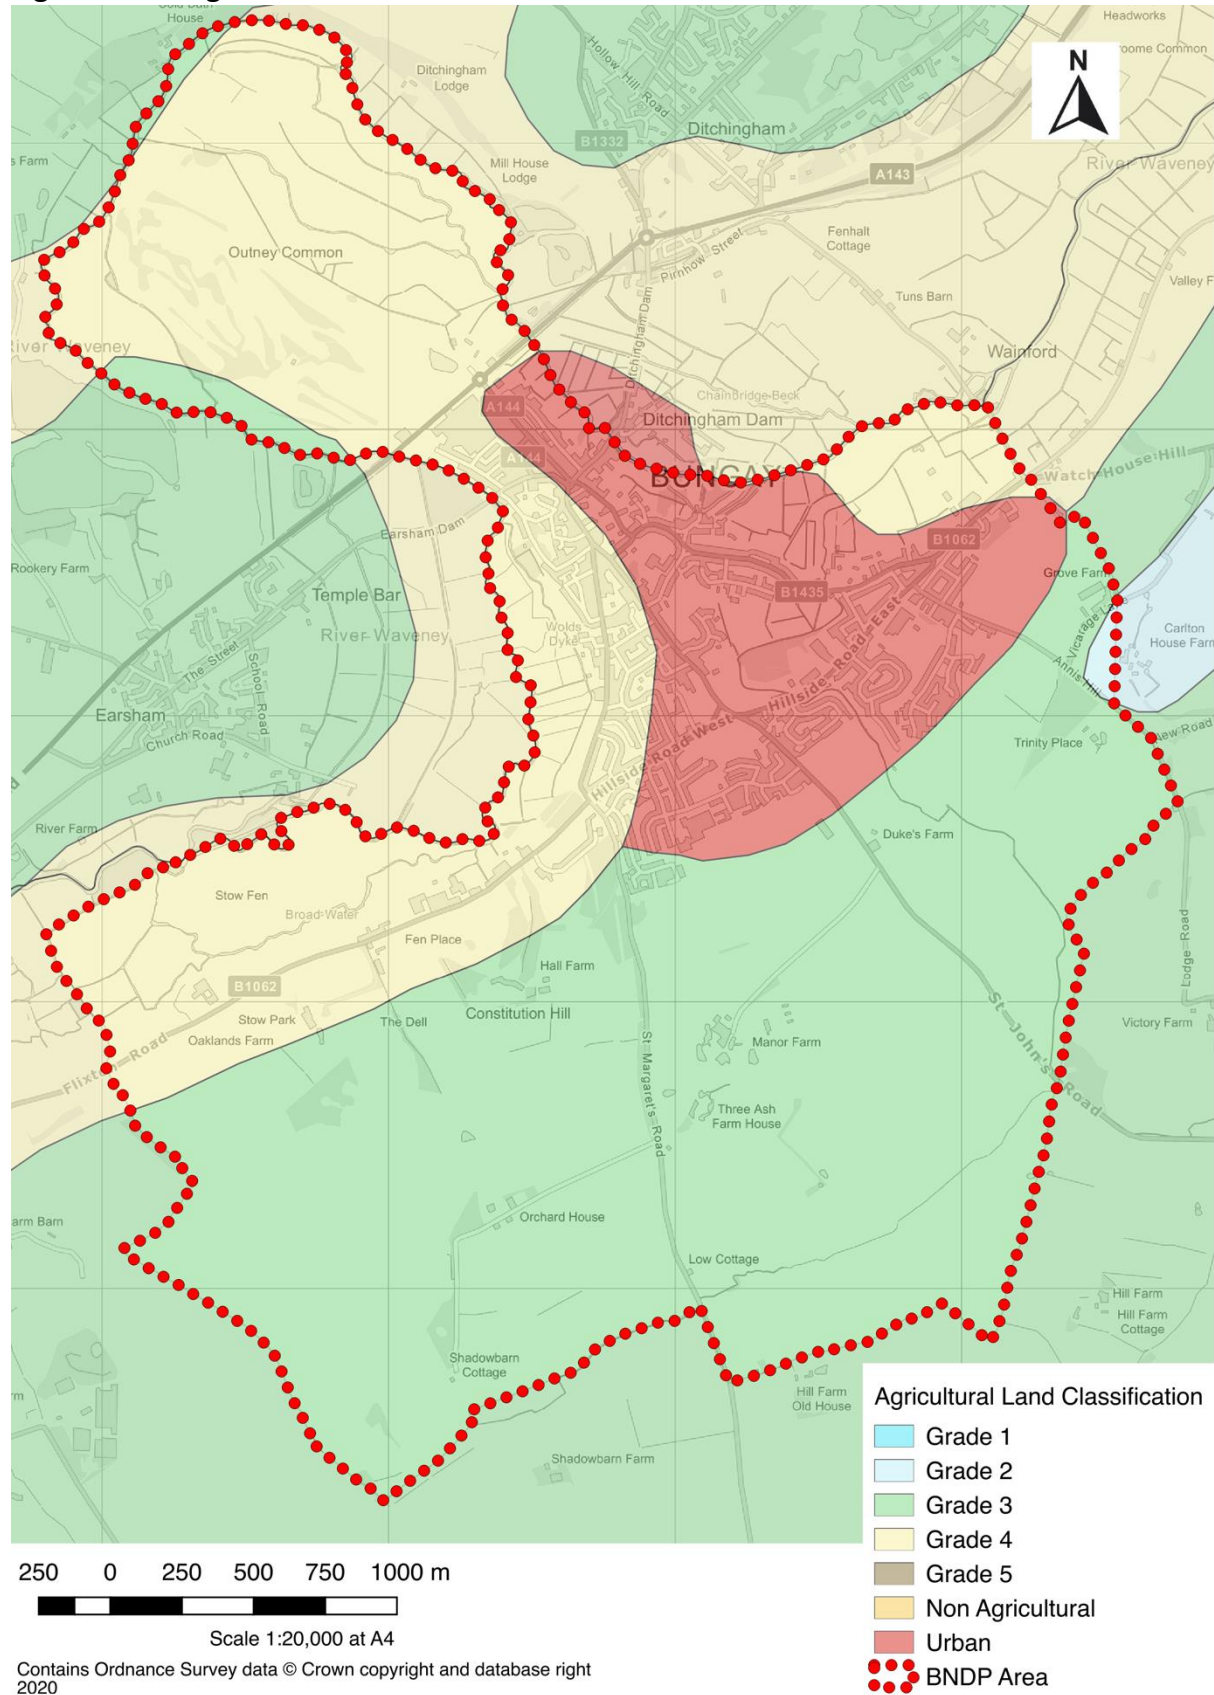 House
Headworks
N
roome Common
Hollow Hill Road
Ditchingham
Lodge
Ditchingham
B1332
s Farm
Mill House
Lodge
River Waveney
A143
Outney Common
Fenhalt
Cottage
Pirnhow Street
Valley F
Tuns Barn
Ditchingham Dam
River Waveney
Wainford
Chainbridge Beck
A144
Ditchingham Dam
A144
BUNGAY
Watch House Hill
Earsham Dam
B1062
Rookery Farm
Grove Farm
Temple Bar
B1435
Vicarage La
Carlton
House Farm
Wolds
Dyke
River Waveney
The Street
School Road
Hillside Road East
Annis Hill
Earsham
Church Road
Hillside Road West
New Road
Trinity Place
River Farm
Duke's Farm
Stow Fen
Broad Water
Fen Place
Lodge Road
Hall Farm
B1062
Constitution Hill
St. John's Road
Stow Park
The Dell
Victory Farm
Oaklands Farm
Manor Farm
Flixton Road
St. Margaret's Road
Three Ash
Farm House
arm Barn
Orchard House
Low Cottage
Hill Farm
Hill Farm
Cottage
Shadowbarn
Cottage
Hill Farm
Old House
rm
Shadowbarn Farm
Agricultural Land Classification
Grade 1
Grade 2
Grade 3
Grade 4
Grade 5
Non Agricultural
Urban
BNDP Area
250 0 250 500 750 1000 m
Scale 1:20,000 at A4
Contains Ordnance Survey data © Crown copyright and database right
2020